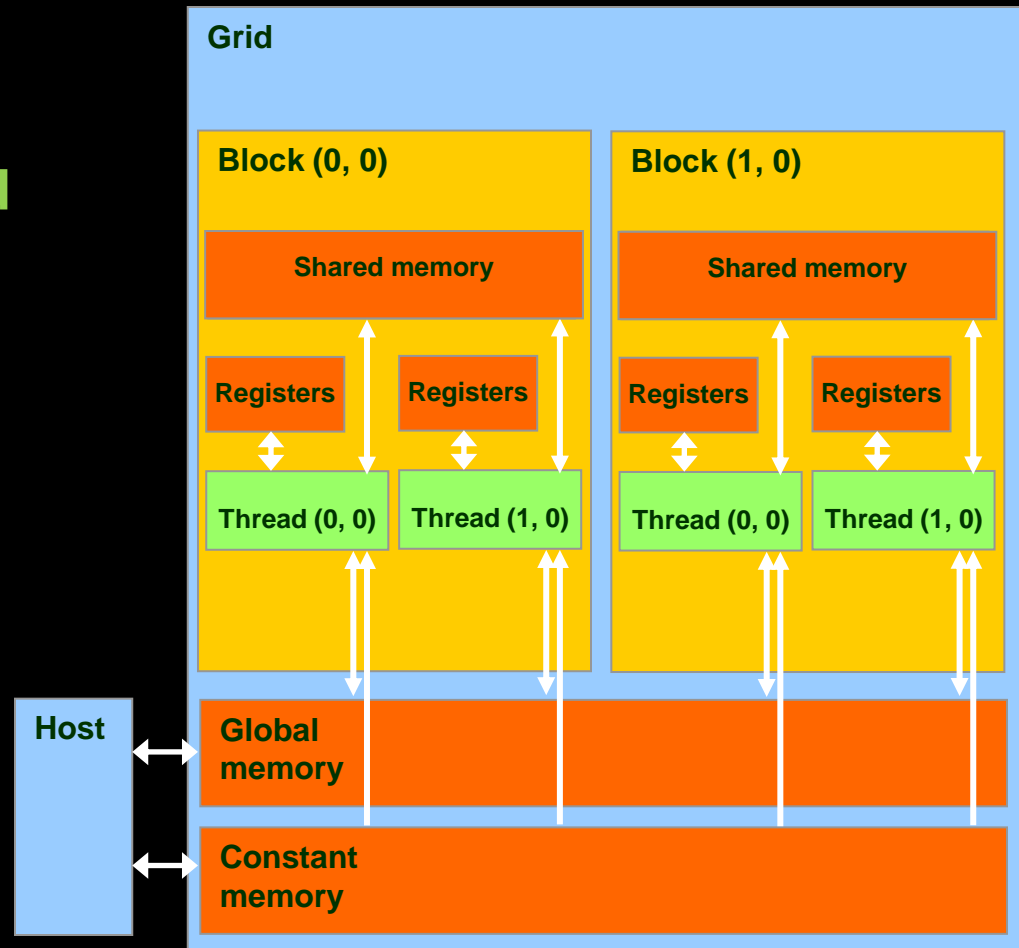 Grid
Block (0, 0)
Block (1, 0)
Shared memory
Shared memory
Registers
Registers
Registers
Registers
Thread (0, 0)
Thread (1, 0)
Thread (0, 0)
Thread (1, 0)
Host
Global
memory
Constant
memory